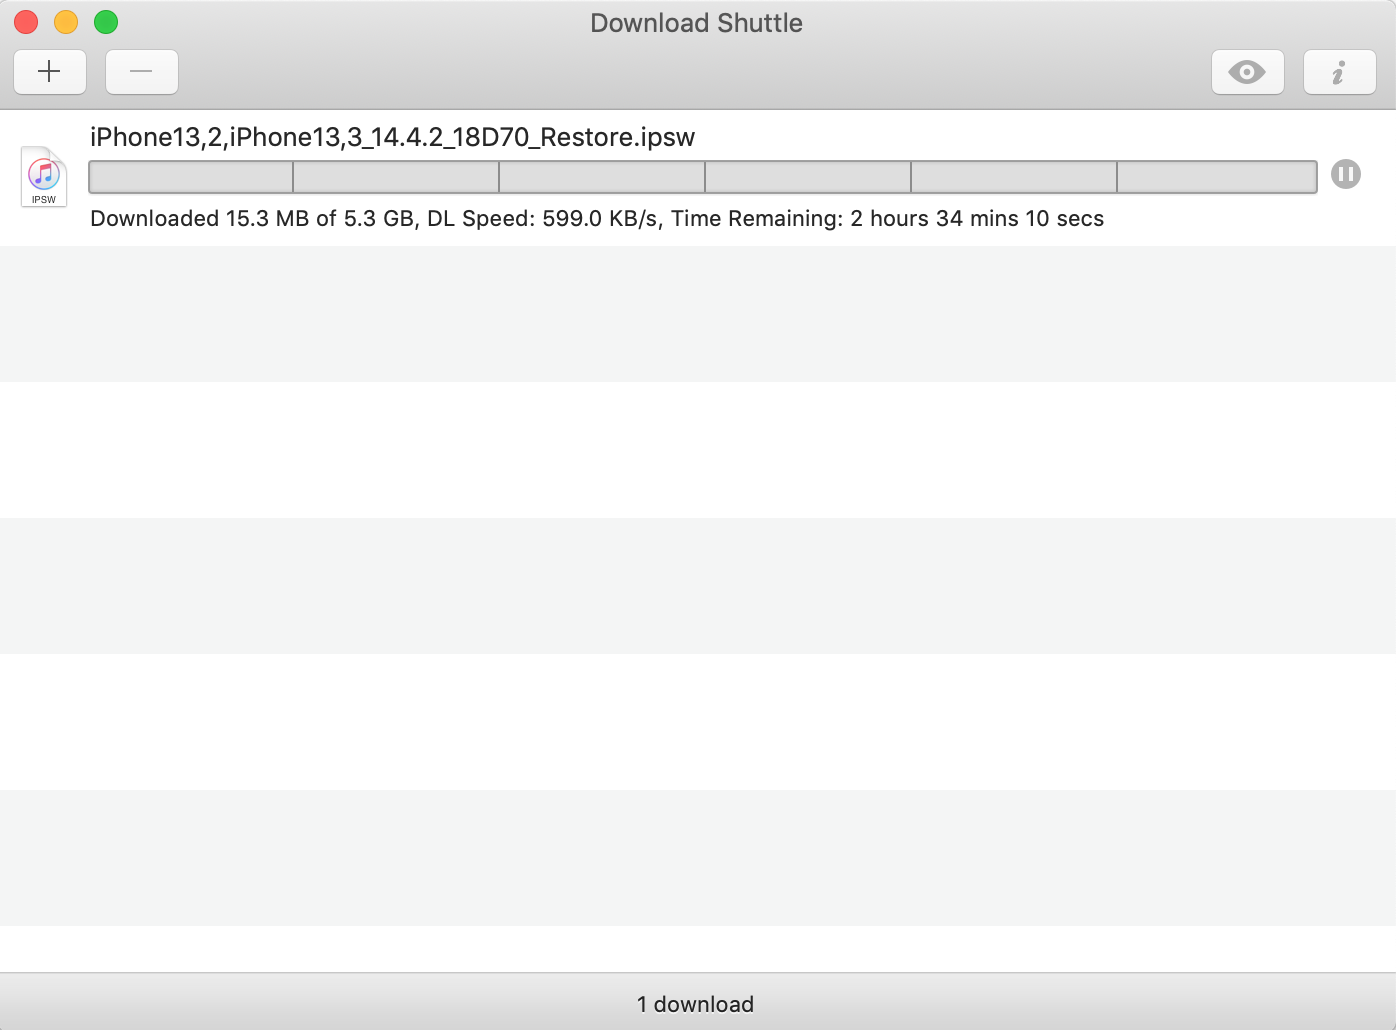 Download Shuttle
iPhone13,2,iPhone13,3_14.4.2_18D70_Restore.ipsw
IPSW
Downloaded 15.3 MB of 5.3 GB, DL Speed: 599.0 KB/s, Time Remaining: 2 hours 34 mins 10 secs
1 download